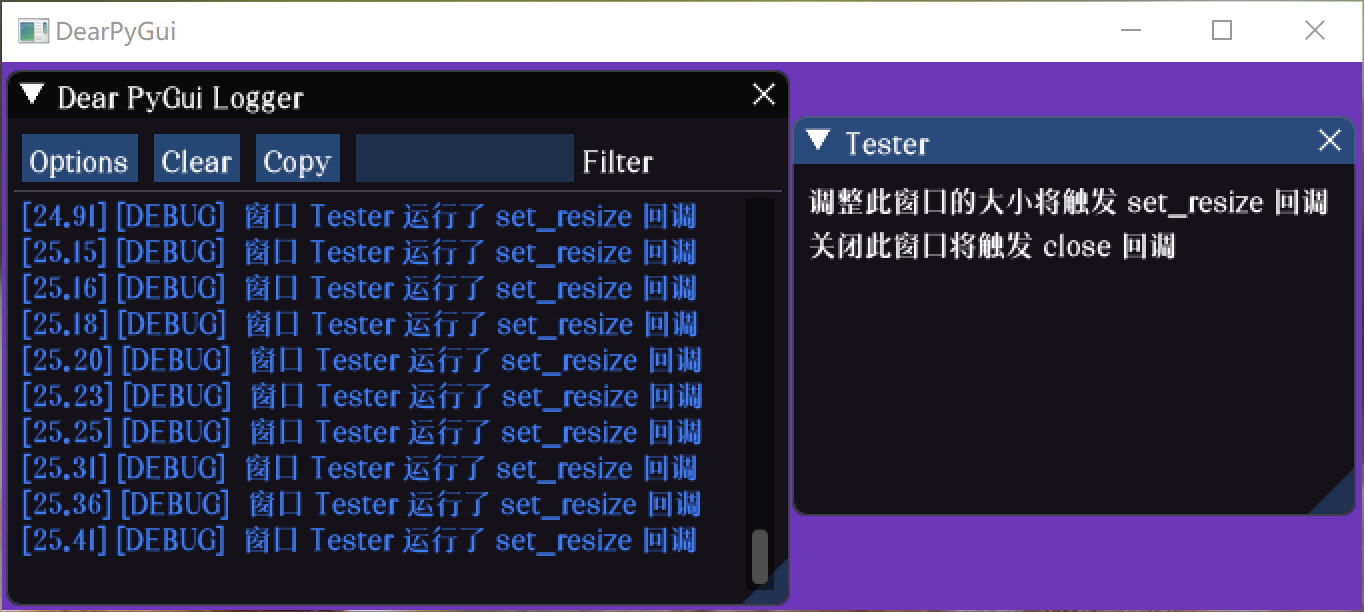 DearPyGui
Dear PyGui Logger
Options Clear Copy Filter
[24.91] [DEBUG] 窗口 Tester 运行了 set_resize 回调
[25.15] [DEBUG] 窗口 Tester 运行了 set_resize 回调
[25.16] [DEBUG] 窗口 Tester 运行了 set_resize 回调
[25.18] [DEBUG] 窗口 Tester 运行了 set_resize 回调
[25.20] [DEBUG] 窗口 Tester 运行了 set_resize 回调
[25.23] [DEBUG] 窗口 Tester 运行了 set_resize 回调
[25.25] [DEBUG] 窗口 Tester 运行了 set_resize 回调
[25.31] [DEBUG] 窗口 Tester 运行了 set_resize 回调
[25.36] [DEBUG] 窗口 Tester 运行了 set_resize 回调
[25.41] [DEBUG] 窗口 Tester 运行了 set_resize 回调
Tester
调整此窗口的大小将触发 set_resize 回调
关闭此窗口将触发 close 回调